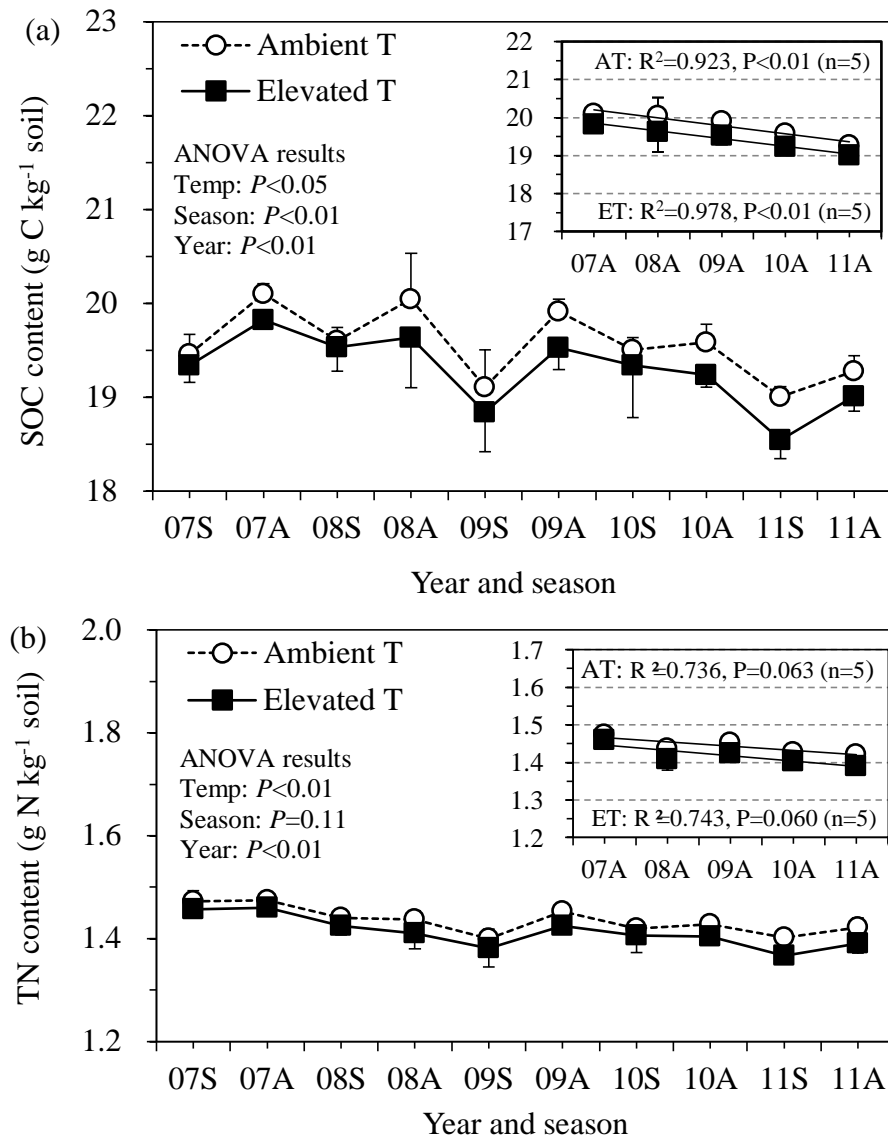 (a)
23
22
21
20
19
18
SOC content (g C kg⁻¹ soil)
Ambient T
Elevated T
ANOVA results
Temp: P<0.05
Season: P<0.01
Year: P<0.01
22
21
20
19
18
17
AT: R²=0.923, P<0.01 (n=5)
ET: R²=0.978, P<0.01 (n=5)
07A 08A 09A 10A 11A
07S 07A 08S 08A 09S 09A 10S 10A 11S 11A
Year and season
(b)
2.0
1.8
1.6
1.4
1.2
TN content (g N kg⁻¹ soil)
Ambient T
Elevated T
ANOVA results
Temp: P<0.01
Season: P=0.11
Year: P<0.01
1.7
1.6
1.5
1.4
1.3
1.2
AT: R²=0.736, P=0.063 (n=5)
ET: R²=0.743, P=0.060 (n=5)
07A 08A 09A 10A 11A
07S 07A 08S 08A 09S 09A 10S 10A 11S 11A
Year and season